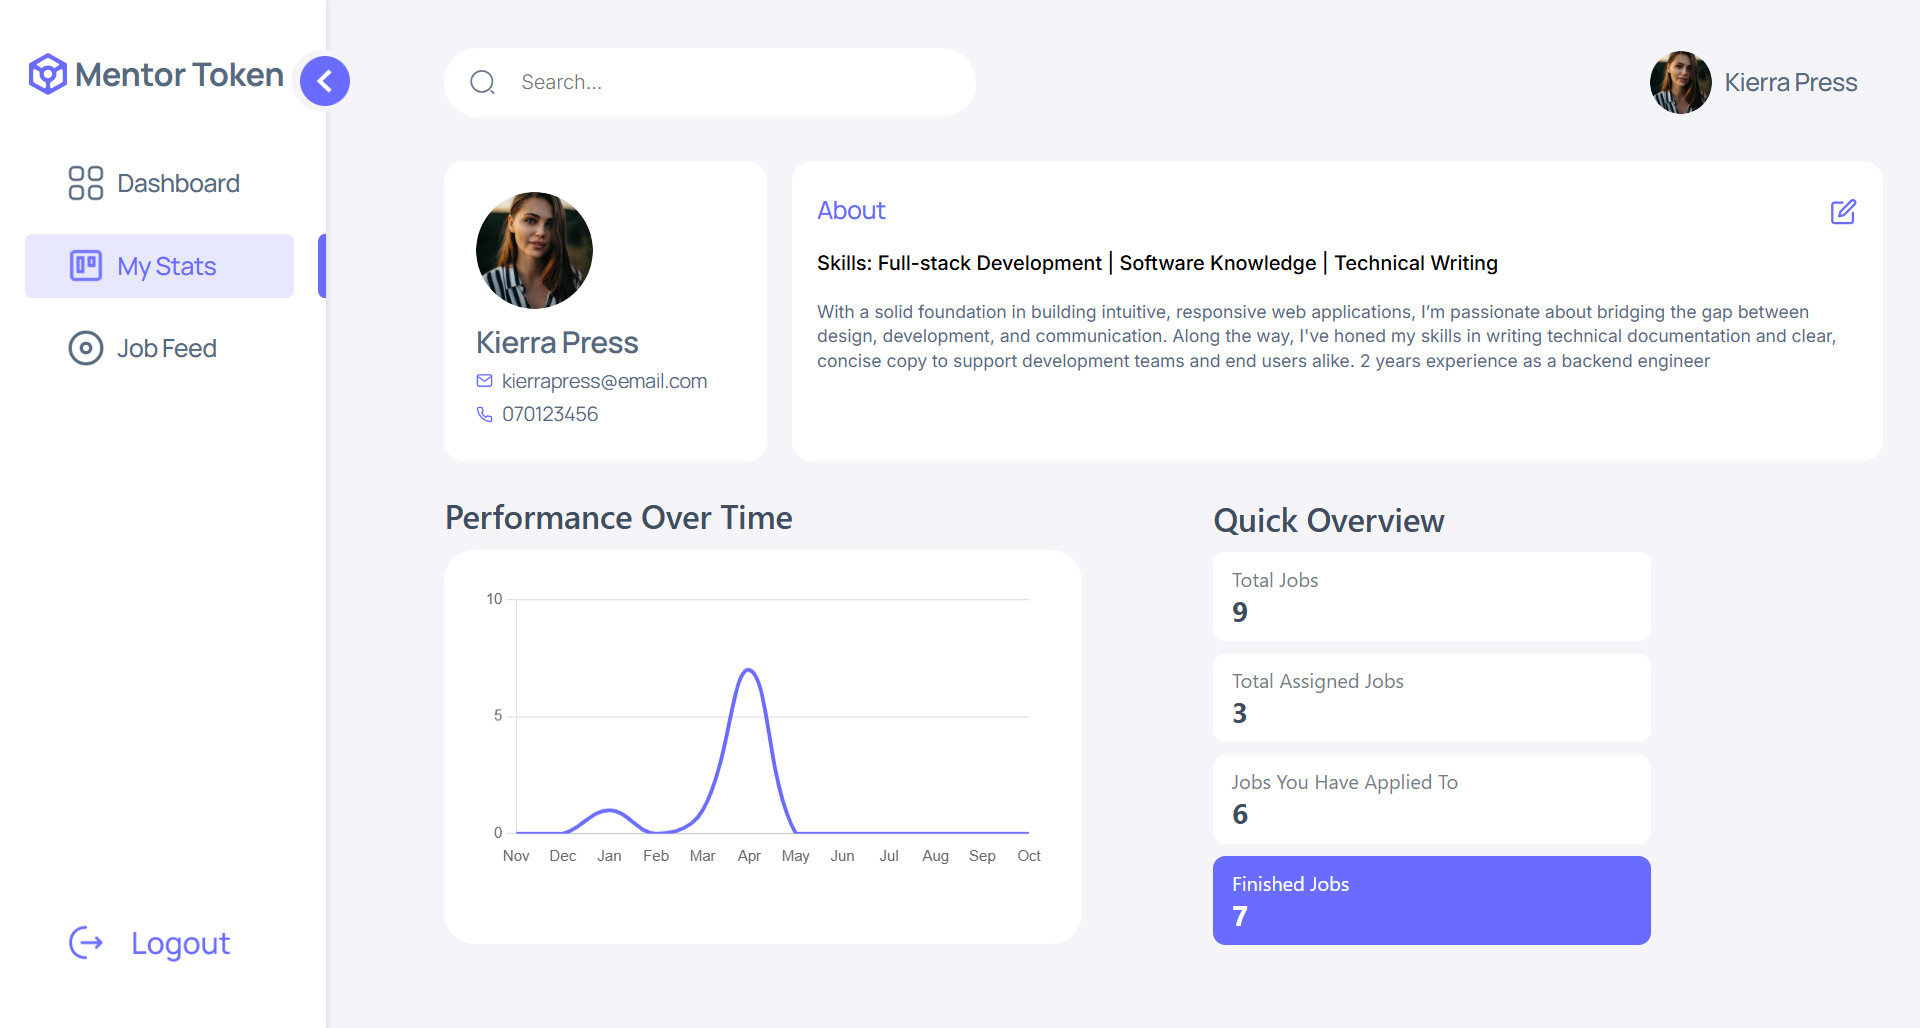 Mentor Token
Search...
Kierra Press
Dashboard
My Stats
Job Feed
Logout
Kierra Press
kierrapress@email.com
070123456
About
Skills: Full-stack Development | Software Knowledge | Technical Writing
With a solid foundation in building intuitive, responsive web applications, I’m passionate about bridging the gap between
design, development, and communication. Along the way, I've honed my skills in writing technical documentation and clear,
concise copy to support development teams and end users alike. 2 years experience as a backend engineer
Performance Over Time
10
5
0
Nov Dec Jan Feb Mar Apr May Jun Jul Aug Sep Oct
Quick Overview
Total Jobs
9
Total Assigned Jobs
3
Jobs You Have Applied To
6
Finished Jobs
7